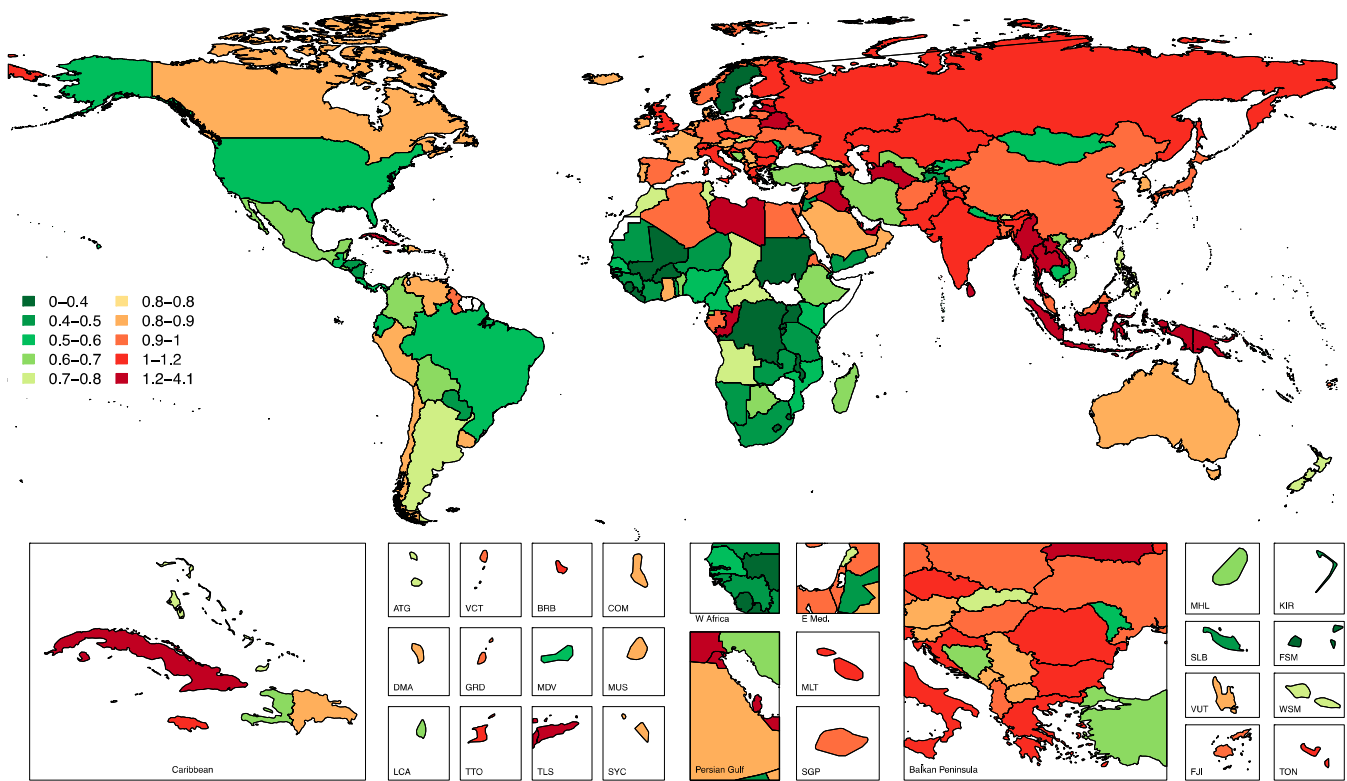 0−0.4
0.4−0.5
0.5−0.6
0.6−0.7
0.7−0.8
0.8−0.8
0.8−0.9
0.9−1
1−1.2
1.2−4.1
Caribbean
ATG
VCT
BRB
COM
DMA
GRD
MDV
MUS
LCA
TTO
TLS
SYC
W Africa
E Med.
Persian Gulf
MLT
SGP
Balkan Peninsula
MHL
KIR
SLB
FSM
VUT
WSM
FJI
TON